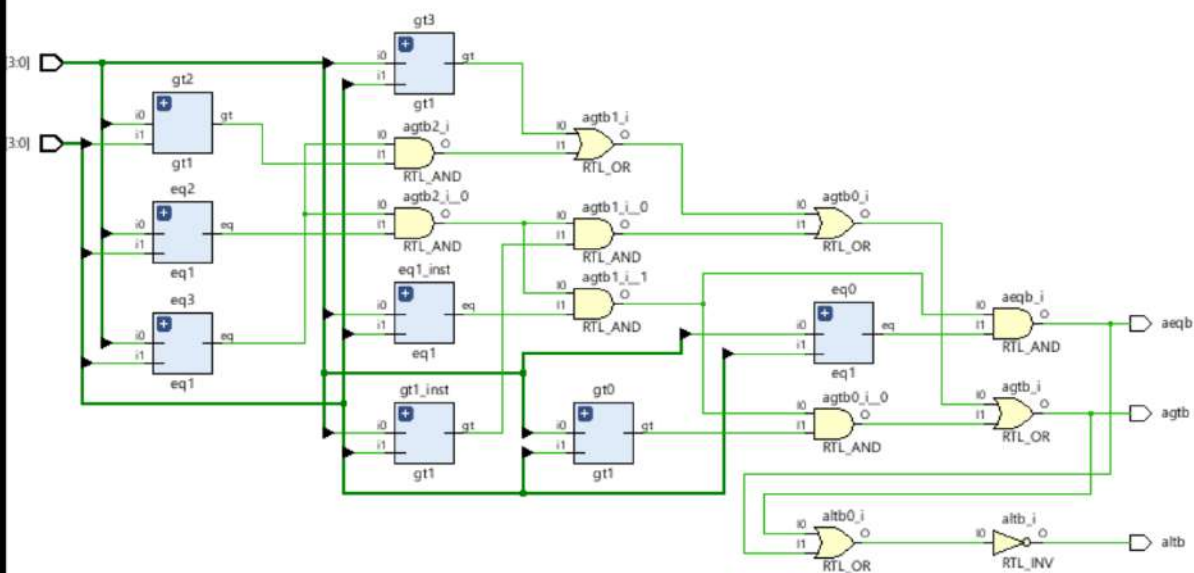 gt3
3:0]
i0 gt
i1
gt1
gt2
i0 gt
i1
gt1
3:0]
agtb2_i
I0 O
I1
RTL_AND
agtb1_i
I0 O
I1
RTL_OR
eq2
i0 eq
i1
eq1
agtb2_i__0
I0 O
I1
RTL_AND
agtb1_i__0
I0 O
I1
RTL_AND
agtb0_i
I0 O
I1
RTL_OR
eq3
i0 eq
i1
eq1
eq1_inst
i0 eq
i1
eq1
agtb1_i__1
I0 O
I1
RTL_AND
eq0
i0 eq
i1
eq1
aeqb_i
I0 O
I1
RTL_AND
aeqb
gt1_inst
i0 gt
i1
gt1
gt0
i0 gt
i1
gt1
agtb0_i__0
I0 O
I1
RTL_AND
agtb_i
I0 O
I1
RTL_OR
agtb
altb0_i
I0 O
I1
RTL_OR
altb_i
I0 O
RTL_INV
altb